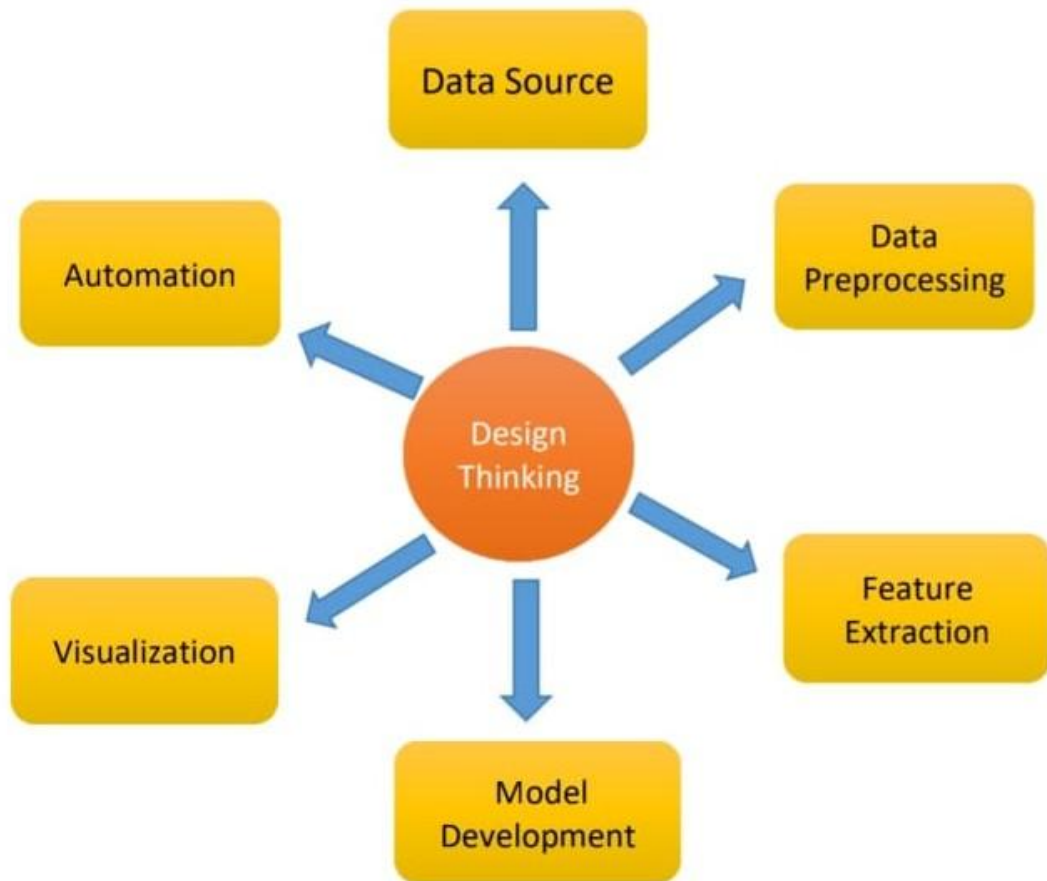 Data Source
Data
Preprocessing
Automation
Design
Thinking
Feature
Extraction
Visualization
Model
Development